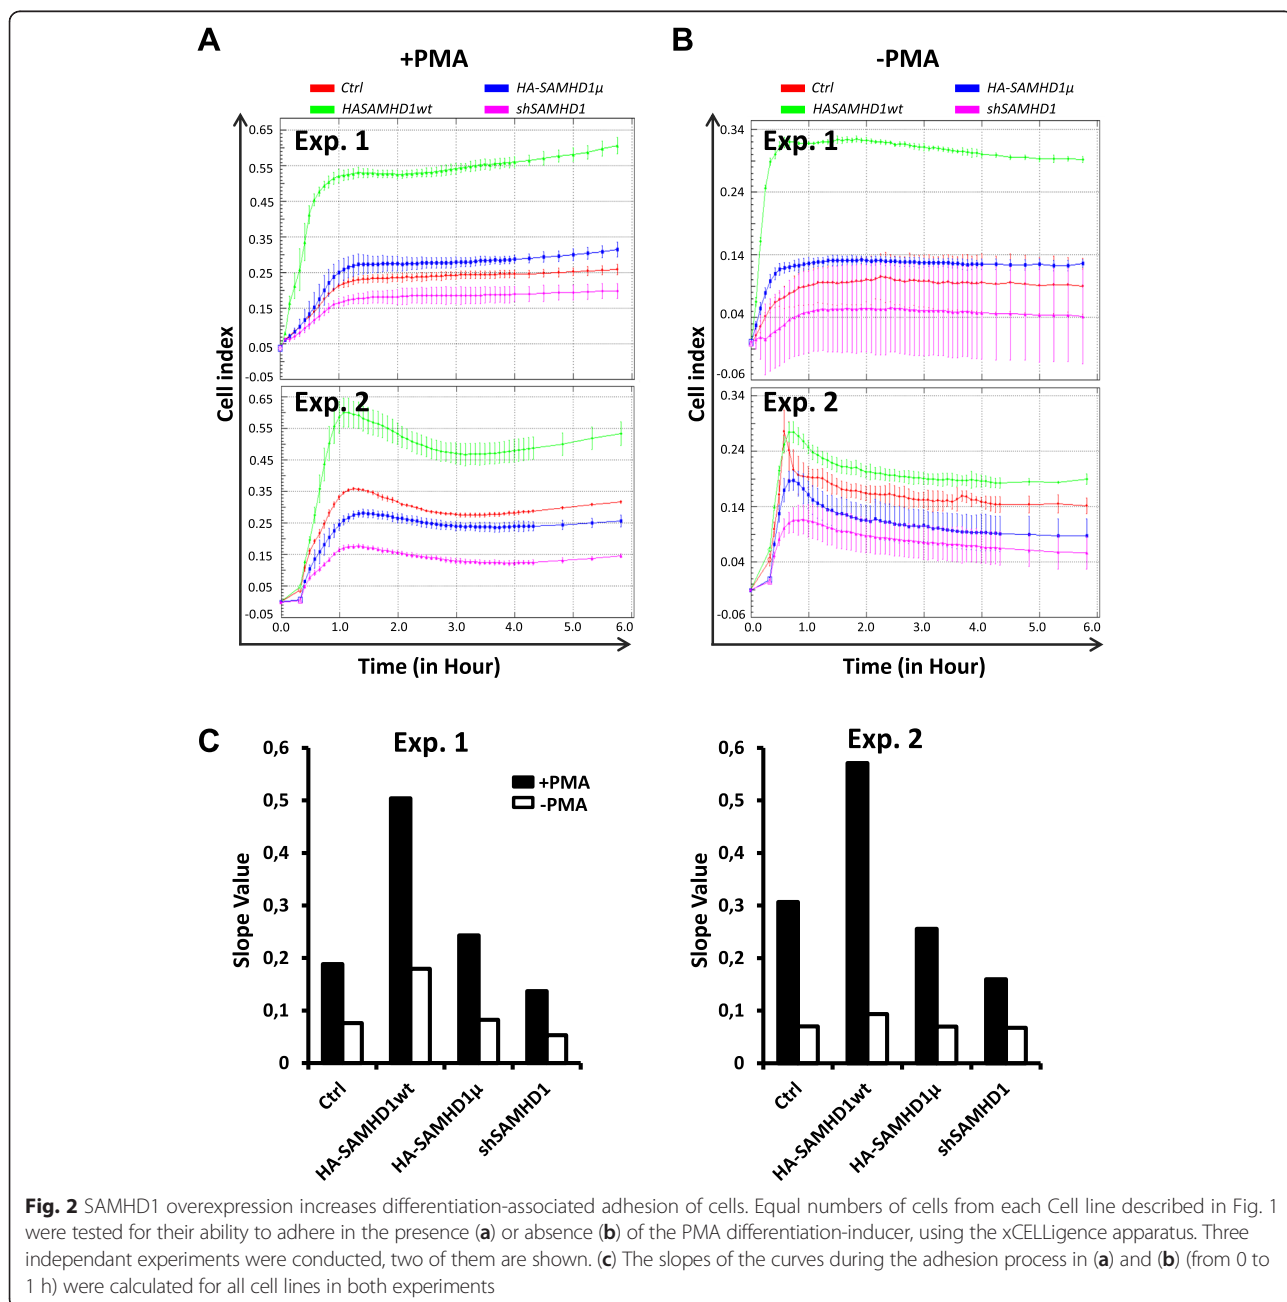 A
+PMA
Ctrl
HA-SAMHD1µ
HASAMHD1wt
shSAMHD1
Exp. 1
0.65
0.55
0.45
0.35
0.25
0.15
0.05
-0.05
Exp. 2
0.65
0.55
0.45
0.35
0.25
0.15
0.05
-0.05
Cell index
0.0 1.0 2.0 3.0 4.0 5.0 6.0
Time (in Hour)
B
-PMA
Ctrl
HA-SAMHD1µ
HASAMHD1wt
shSAMHD1
Exp. 1
0.34
0.24
0.14
0.04
-0.06
Exp. 2
0.34
0.24
0.14
0.04
-0.06
Cell index
0.0 1.0 2.0 3.0 4.0 5.0 6.0
Time (in Hour)
C
Exp. 1
+PMA
-PMA
0,6
0,5
0,4
0,3
0,2
0,1
0
Slope Value
Ctrl
HA-SAMHD1wt
HA-SAMHD1µ
shSAMHD1
Exp. 2
0,6
0,5
0,4
0,3
0,2
0,1
0
Slope Value
Ctrl
HA-SAMHD1wt
HA-SAMHD1µ
shSAMHD1
Fig. 2 SAMHD1 overexpression increases differentiation-associated adhesion of cells. Equal numbers of cells from each Cell line described in Fig. 1
were tested for their ability to adhere in the presence (a) or absence (b) of the PMA differentiation-inducer, using the xCELLigence apparatus. Three
independant experiments were conducted, two of them are shown. (c) The slopes of the curves during the adhesion process in (a) and (b) (from 0 to
1 h) were calculated for all cell lines in both experiments